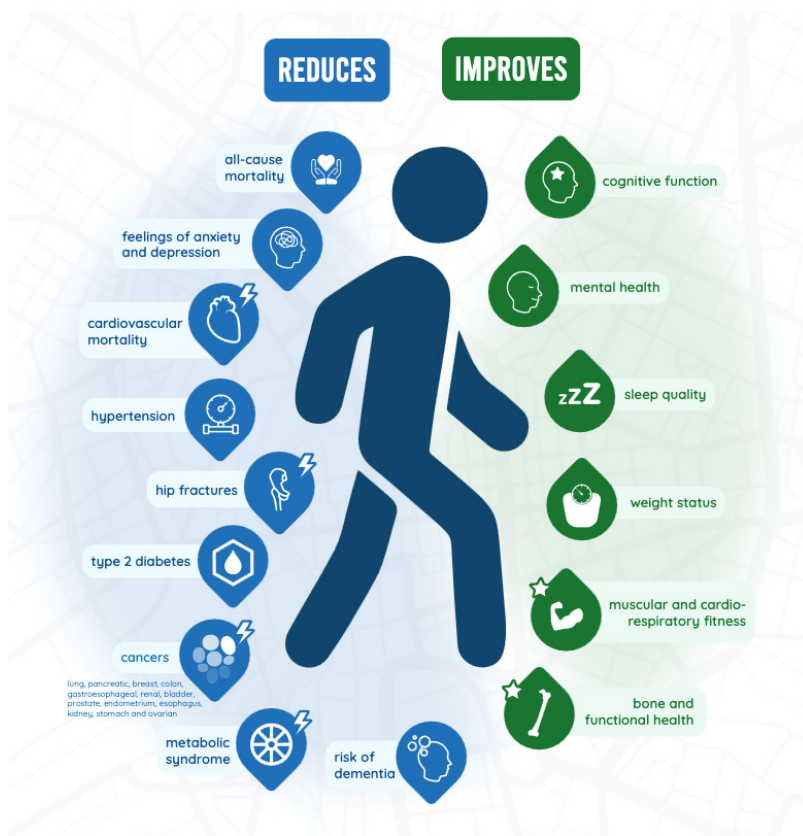 REDUCES
IMPROVES
all-cause
mortality
feelings of anxiety
and depression
cardiovascular
mortality
hypertension
hip fractures
type 2 diabetes
cancers
lung, pancreatic, breast, colon,
gastroesophageal, renal, bladder,
prostate, endometrium, esophagus,
kidney, stomach and ovarian
metabolic
syndrome
risk of
dementia
cognitive function
mental health
zzZ
sleep quality
weight status
muscular and cardio-
respiratory fitness
bone and
functional health